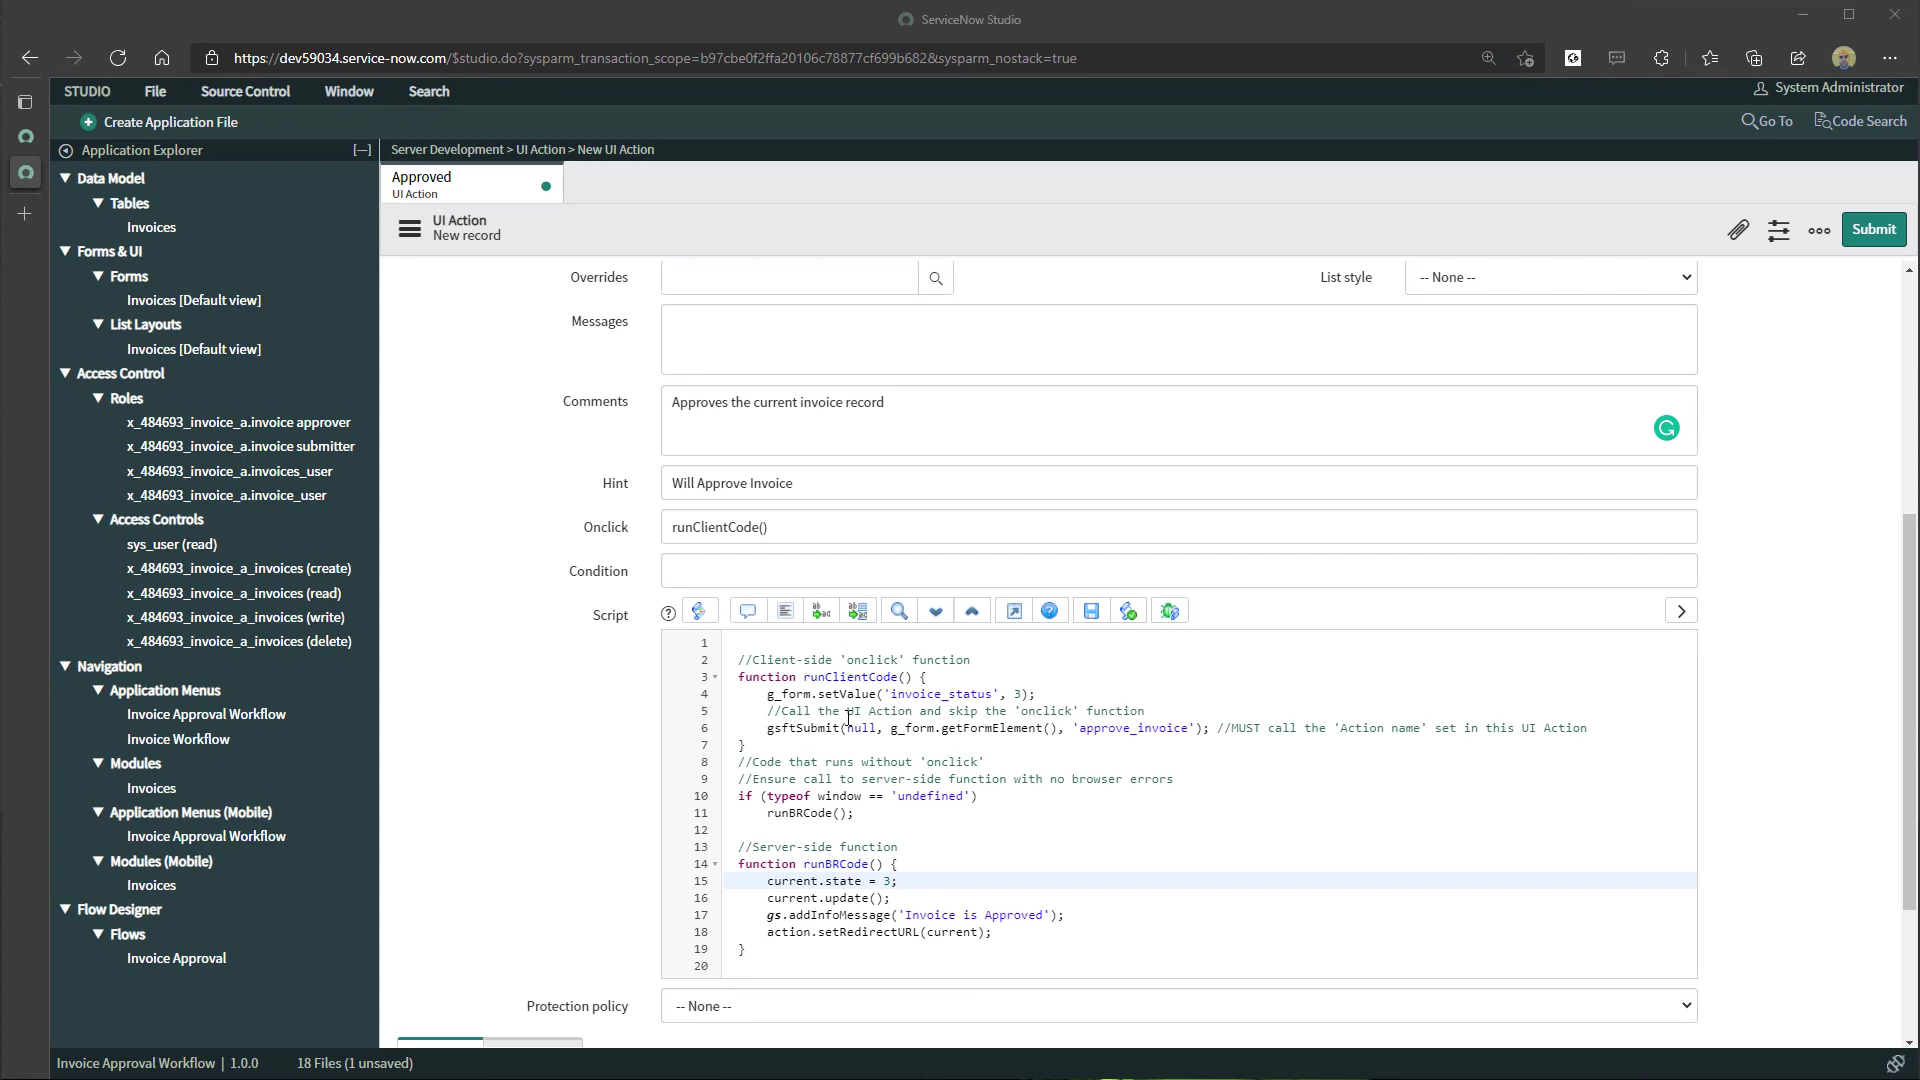 ServiceNow Studio
https://dev59034.service-now.com/$studio.do?sysparm_transaction_scope=b97cbe0f2ffa20106c78877cf699b682&sysparm_nostack=true
STUDIO File Source Control Window Search
System Administrator
Create Application File
Go To Code Search
Application Explorer [—]
Server Development > UI Action > New UI Action
Data Model
Tables
Invoices
Forms & UI
Forms
Invoices [Default view]
List Layouts
Invoices [Default view]
Access Control
Roles
x_484693_invoice_a.invoice approver
x_484693_invoice_a.invoice submitter
x_484693_invoice_a.invoices_user
x_484693_invoice_a.invoice_user
Access Controls
sys_user (read)
x_484693_invoice_a_invoices (create)
x_484693_invoice_a_invoices (read)
x_484693_invoice_a_invoices (write)
x_484693_invoice_a_invoices (delete)
Navigation
Application Menus
Invoice Approval Workflow
Invoice Workflow
Modules
Invoices
Application Menus (Mobile)
Invoice Approval Workflow
Modules (Mobile)
Invoices
Flow Designer
Flows
Invoice Approval
Approved
UI Action
UI Action
New record
Submit
Overrides
List style -- None --
Messages
Comments Approves the current invoice record
Hint Will Approve Invoice
Onclick runClientCode()
Condition
Script
1
2 //Client-side 'onclick' function
3 function runClientCode() {
4 g_form.setValue('invoice_status', 3);
5 //Call the UI Action and skip the 'onclick' function
6 gsftSubmit(null, g_form.getFormElement(), 'approve_invoice'); //MUST call the 'Action name' set in this UI Action
7 }
8 //Code that runs without 'onclick'
9 //Ensure call to server-side function with no browser errors
10 if (typeof window == 'undefined')
11 runBRCode();
12
13 //Server-side function
14 function runBRCode() {
15 current.state = 3;
16 current.update();
17 gs.addInfoMessage('Invoice is Approved');
18 action.setRedirectURL(current);
19 }
20
Protection policy -- None --
Invoice Approval Workflow | 1.0.0 18 Files (1 unsaved)